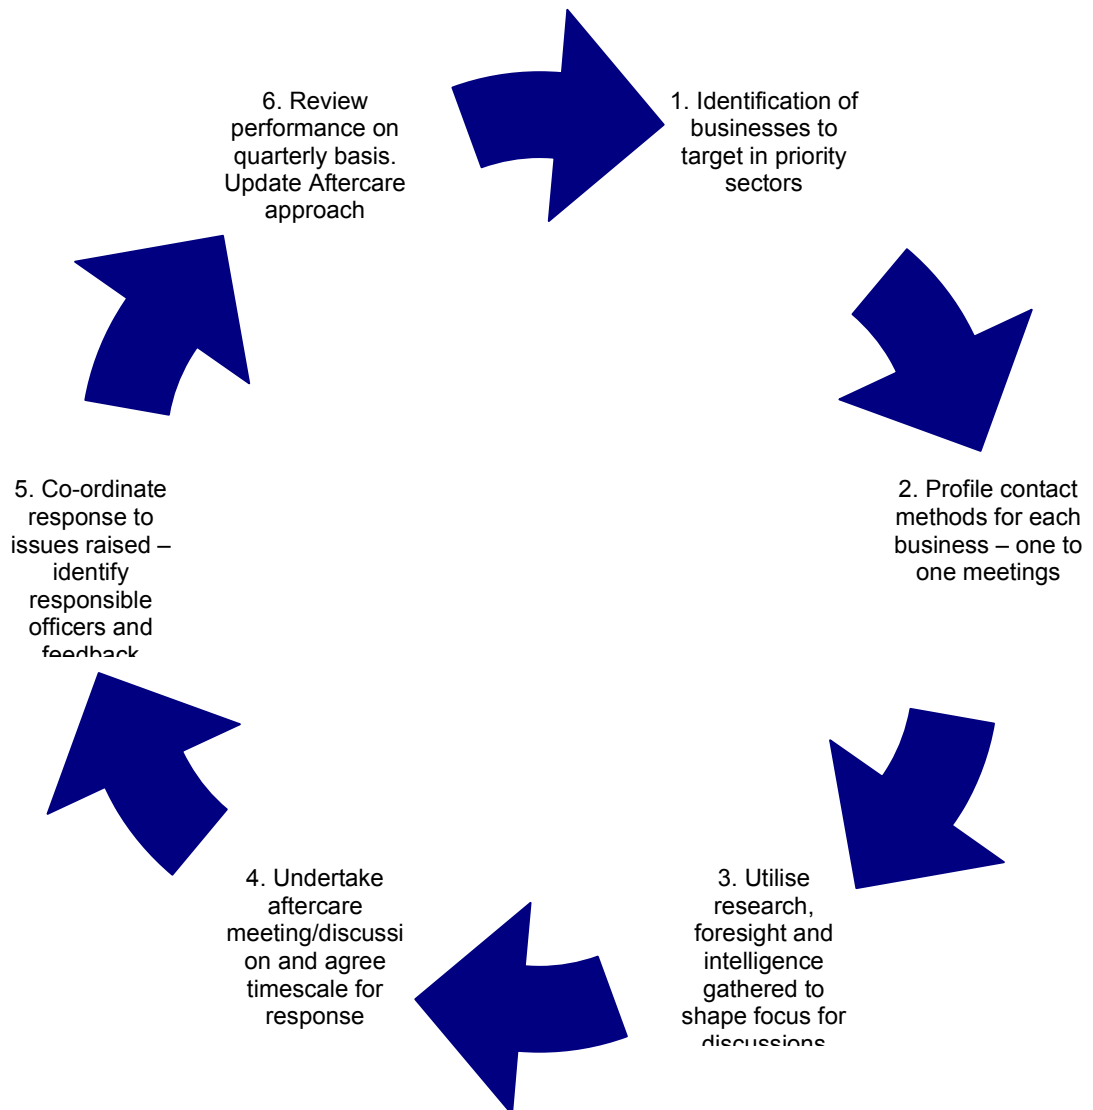 1. Identification of
businesses to
target in priority
sectors
2. Profile contact
methods for each
business – one to
one meetings
3. Utilise
research,
foresight and
intelligence
gathered to
shape focus for
discussions
4. Undertake
aftercare
meeting/discussi
on and agree
timescale for
response
5. Co-ordinate
response to
issues raised –
identify
responsible
officers and
feedback
6. Review
performance on
quarterly basis.
Update Aftercare
approach